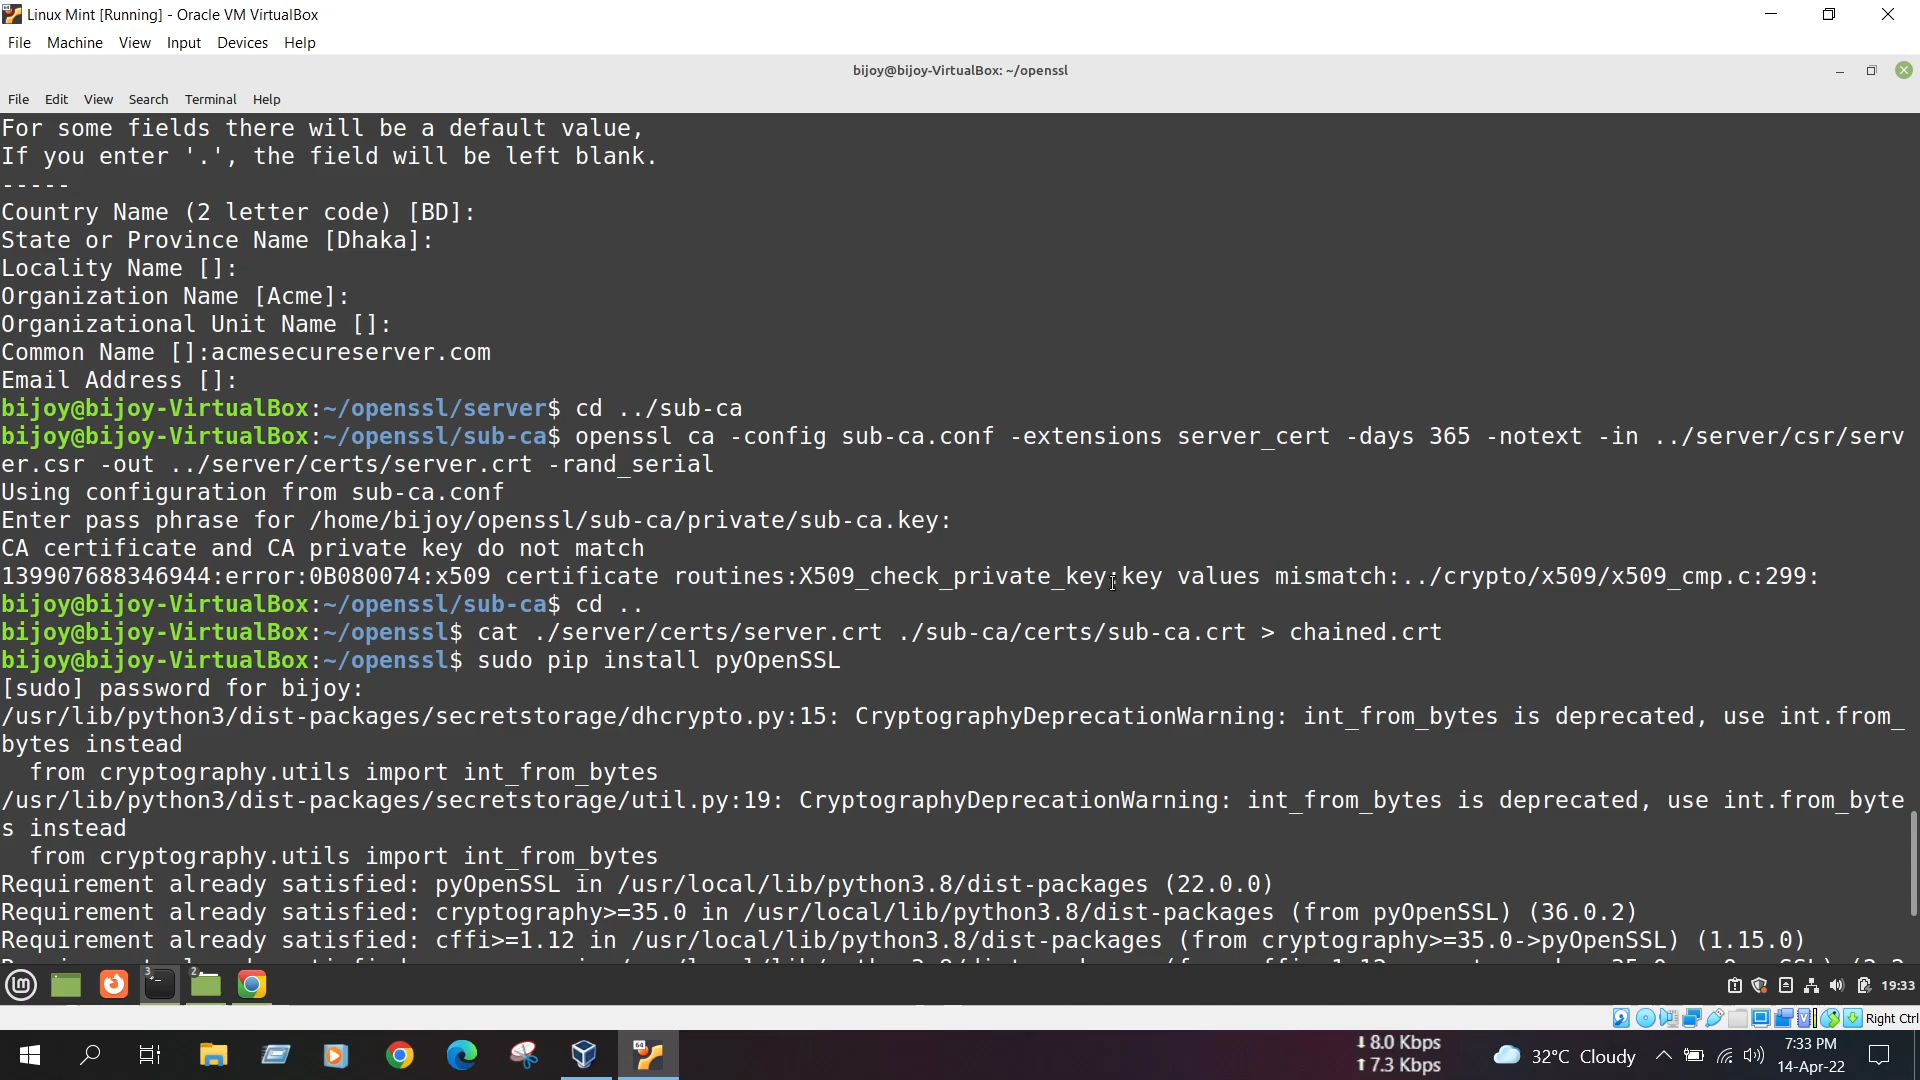 Linux Mint [Running] - Oracle VM VirtualBox
File Machine View Input Devices Help
bijoy@bijoy-VirtualBox: ~/openssl
File Edit View Search Terminal Help
For some fields there will be a default value,
If you enter '.', the field will be left blank.
-----
Country Name (2 letter code) [BD]:
State or Province Name [Dhaka]:
Locality Name []:
Organization Name [Acme]:
Organizational Unit Name []:
Common Name []:acmesecureserver.com
Email Address []:
bijoy@bijoy-VirtualBox:~/openssl/server$ cd ../sub-ca
bijoy@bijoy-VirtualBox:~/openssl/sub-ca$ openssl ca -config sub-ca.conf -extensions server_cert -days 365 -notext -in ../server/csr/serv
er.csr -out ../server/certs/server.crt -rand_serial
Using configuration from sub-ca.conf
Enter pass phrase for /home/bijoy/openssl/sub-ca/private/sub-ca.key:
CA certificate and CA private key do not match
139907688346944:error:0B080074:x509 certificate routines:X509_check_private_key:key values mismatch:../crypto/x509/x509_cmp.c:299:
bijoy@bijoy-VirtualBox:~/openssl/sub-ca$ cd ..
bijoy@bijoy-VirtualBox:~/openssl$ cat ./server/certs/server.crt ./sub-ca/certs/sub-ca.crt > chained.crt
bijoy@bijoy-VirtualBox:~/openssl$ sudo pip install pyOpenSSL
[sudo] password for bijoy:
/usr/lib/python3/dist-packages/secretstorage/dhcrypto.py:15: CryptographyDeprecationWarning: int_from_bytes is deprecated, use int.from_
bytes instead
  from cryptography.utils import int_from_bytes
/usr/lib/python3/dist-packages/secretstorage/util.py:19: CryptographyDeprecationWarning: int_from_bytes is deprecated, use int.from_byte
s instead
  from cryptography.utils import int_from_bytes
Requirement already satisfied: pyOpenSSL in /usr/local/lib/python3.8/dist-packages (22.0.0)
Requirement already satisfied: cryptography>=35.0 in /usr/local/lib/python3.8/dist-packages (from pyOpenSSL) (36.0.2)
Requirement already satisfied: cffi>=1.12 in /usr/local/lib/python3.8/dist-packages (from cryptography>=35.0->pyOpenSSL) (1.15.0)
3
2
19:33
Right Ctrl
8.0 Kbps
7.3 Kbps
32°C Cloudy
7:33 PM
14-Apr-22